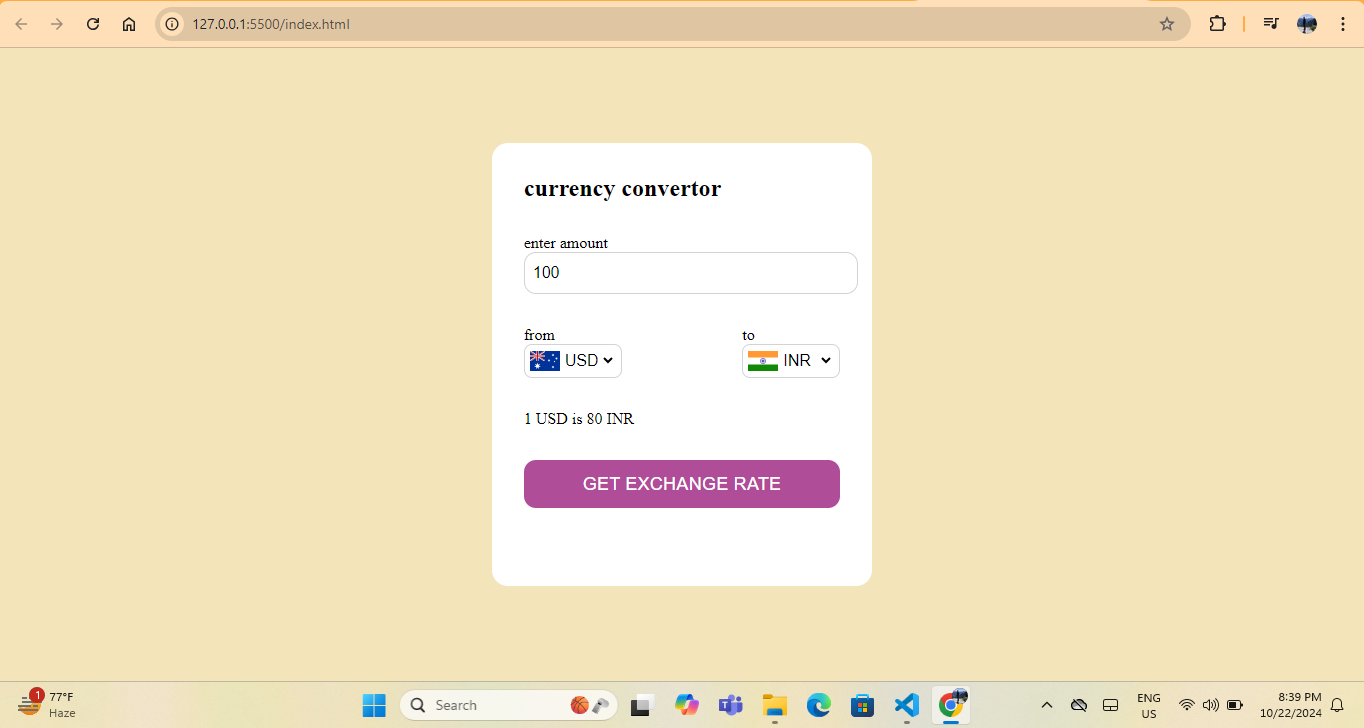 127.0.0.1:5500/index.html
currency convertor
enter amount
100
from to
USD INR
1 USD is 80 INR
GET EXCHANGE RATE
1
77°F
Haze
Search
ENG
US
8:39 PM
10/22/2024